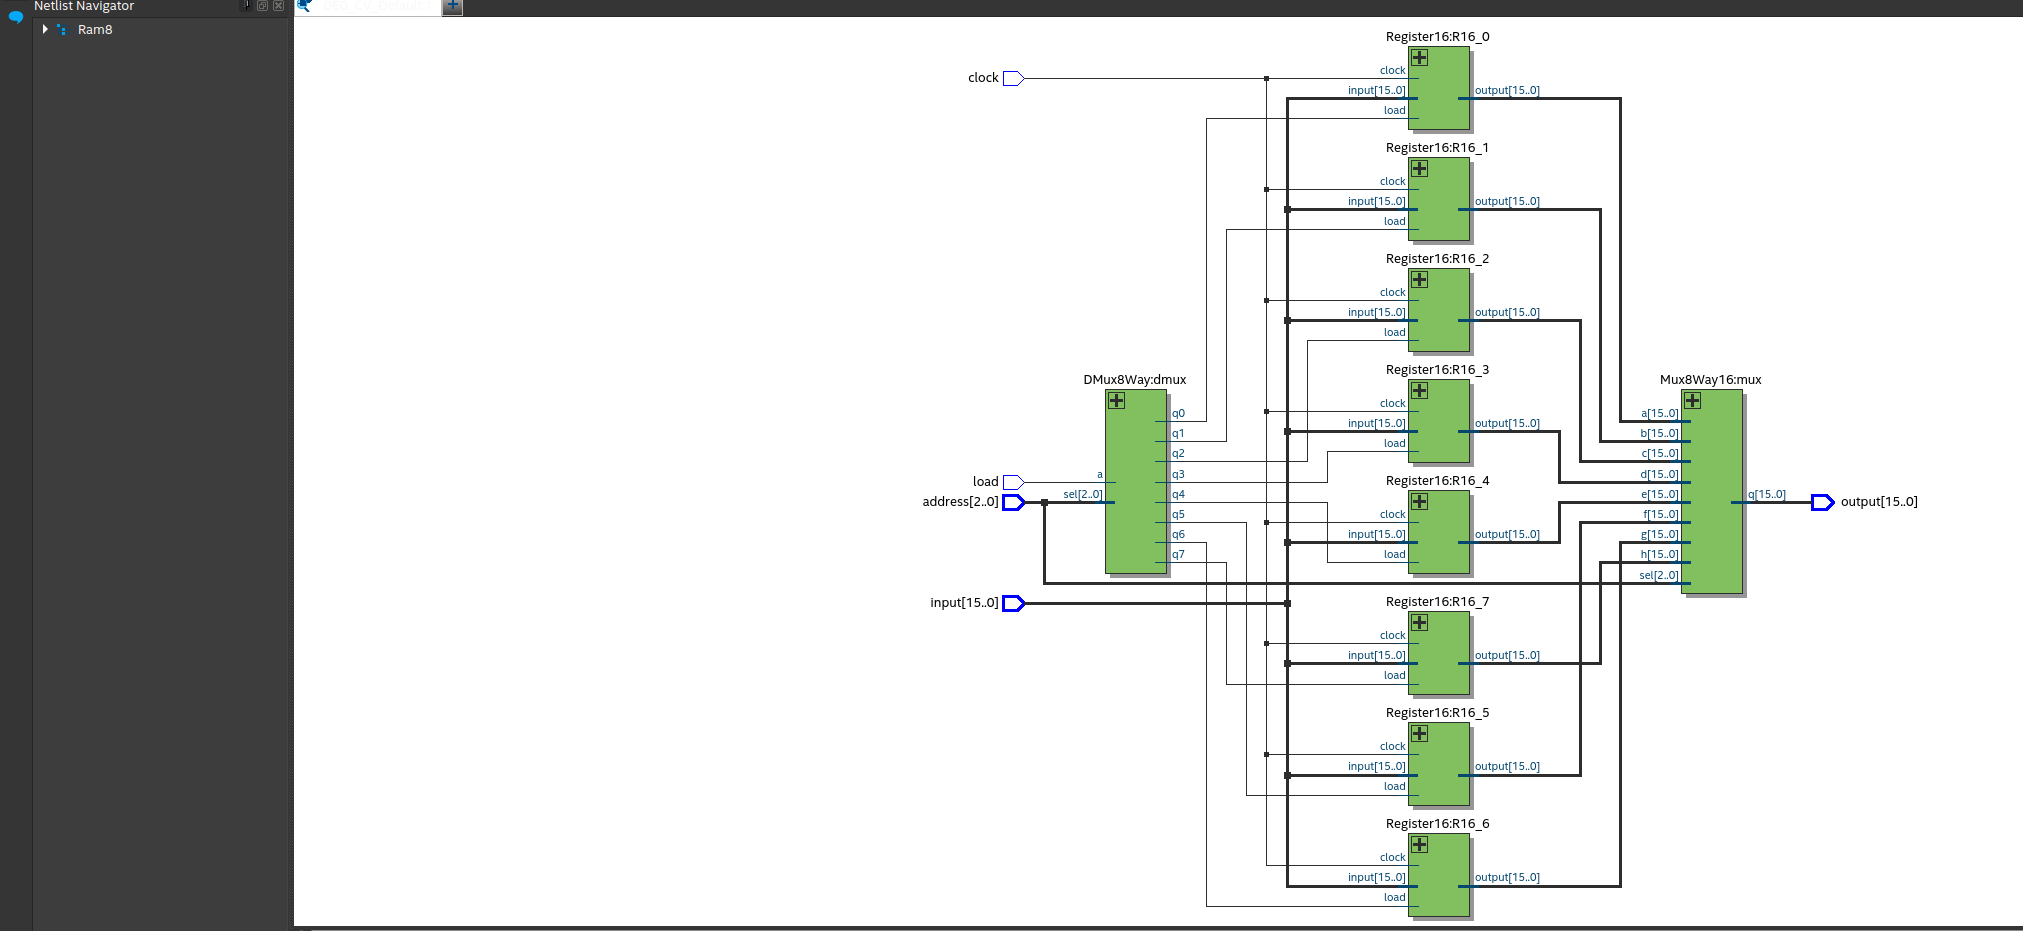 Netlist Navigator
Ram8
Register16:R16_0
clock
input[15..0]
load
output[15..0]
Register16:R16_1
clock
input[15..0]
load
output[15..0]
Register16:R16_2
clock
input[15..0]
load
output[15..0]
Register16:R16_3
clock
input[15..0]
load
output[15..0]
Register16:R16_4
clock
input[15..0]
load
output[15..0]
Register16:R16_7
clock
input[15..0]
load
output[15..0]
Register16:R16_5
clock
input[15..0]
load
output[15..0]
Register16:R16_6
clock
input[15..0]
load
output[15..0]
clock
load
address[2..0]
input[15..0]
DMux8Way:dmux
a
sel[2..0]
q0
q1
q2
q3
q4
q5
q6
q7
Mux8Way16:mux
a[15..0]
b[15..0]
c[15..0]
d[15..0]
e[15..0]
f[15..0]
g[15..0]
h[15..0]
sel[2..0]
q[15..0]
output[15..0]